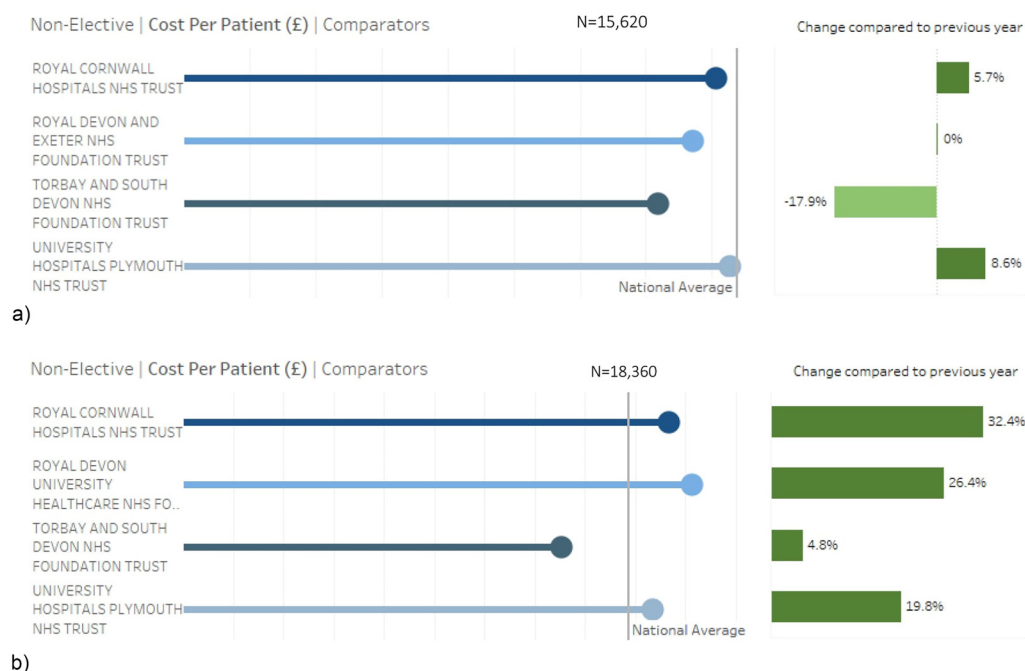 Non-Elective | Cost Per Patient (£) | Comparators
N=15,620
Change compared to previous year
ROYAL CORNWALL
HOSPITALS NHS TRUST
5.7%
ROYAL DEVON AND
EXETER NHS
FOUNDATION TRUST
0%
TORBAY AND SOUTH
DEVON NHS
FOUNDATION TRUST
-17.9%
UNIVERSITY
HOSPITALS PLYMOUTH
NHS TRUST
8.6%
National Average
a)
Non-Elective | Cost Per Patient (£) | Comparators
N=18,360
Change compared to previous year
ROYAL CORNWALL
HOSPITALS NHS TRUST
32.4%
ROYAL DEVON
UNIVERSITY
HEALTHCARE NHS FO..
26.4%
TORBAY AND SOUTH
DEVON NHS
FOUNDATION TRUST
4.8%
UNIVERSITY
HOSPITALS PLYMOUTH
NHS TRUST
19.8%
National Average
b)